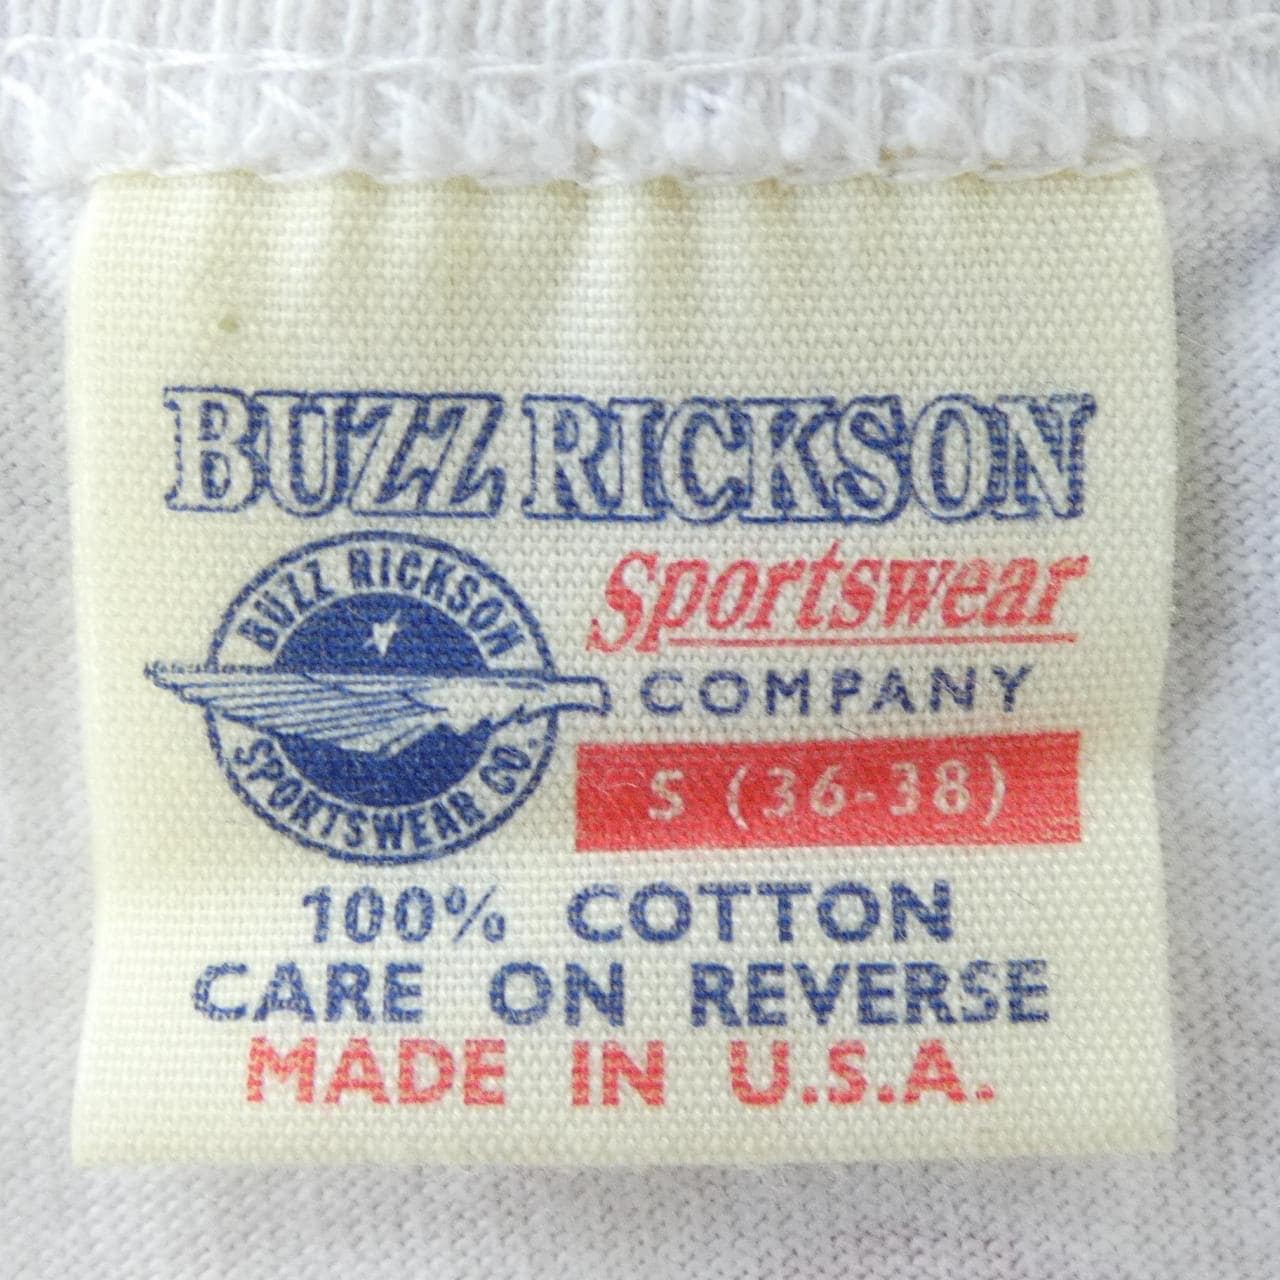 BUZZ RICKSON
BUZZ RICKSON
SPORTSWEAR CO.
Sportswear
COMPANY
S (36-38)
100% COTTON
CARE ON REVERSE
MADE IN U.S.A.